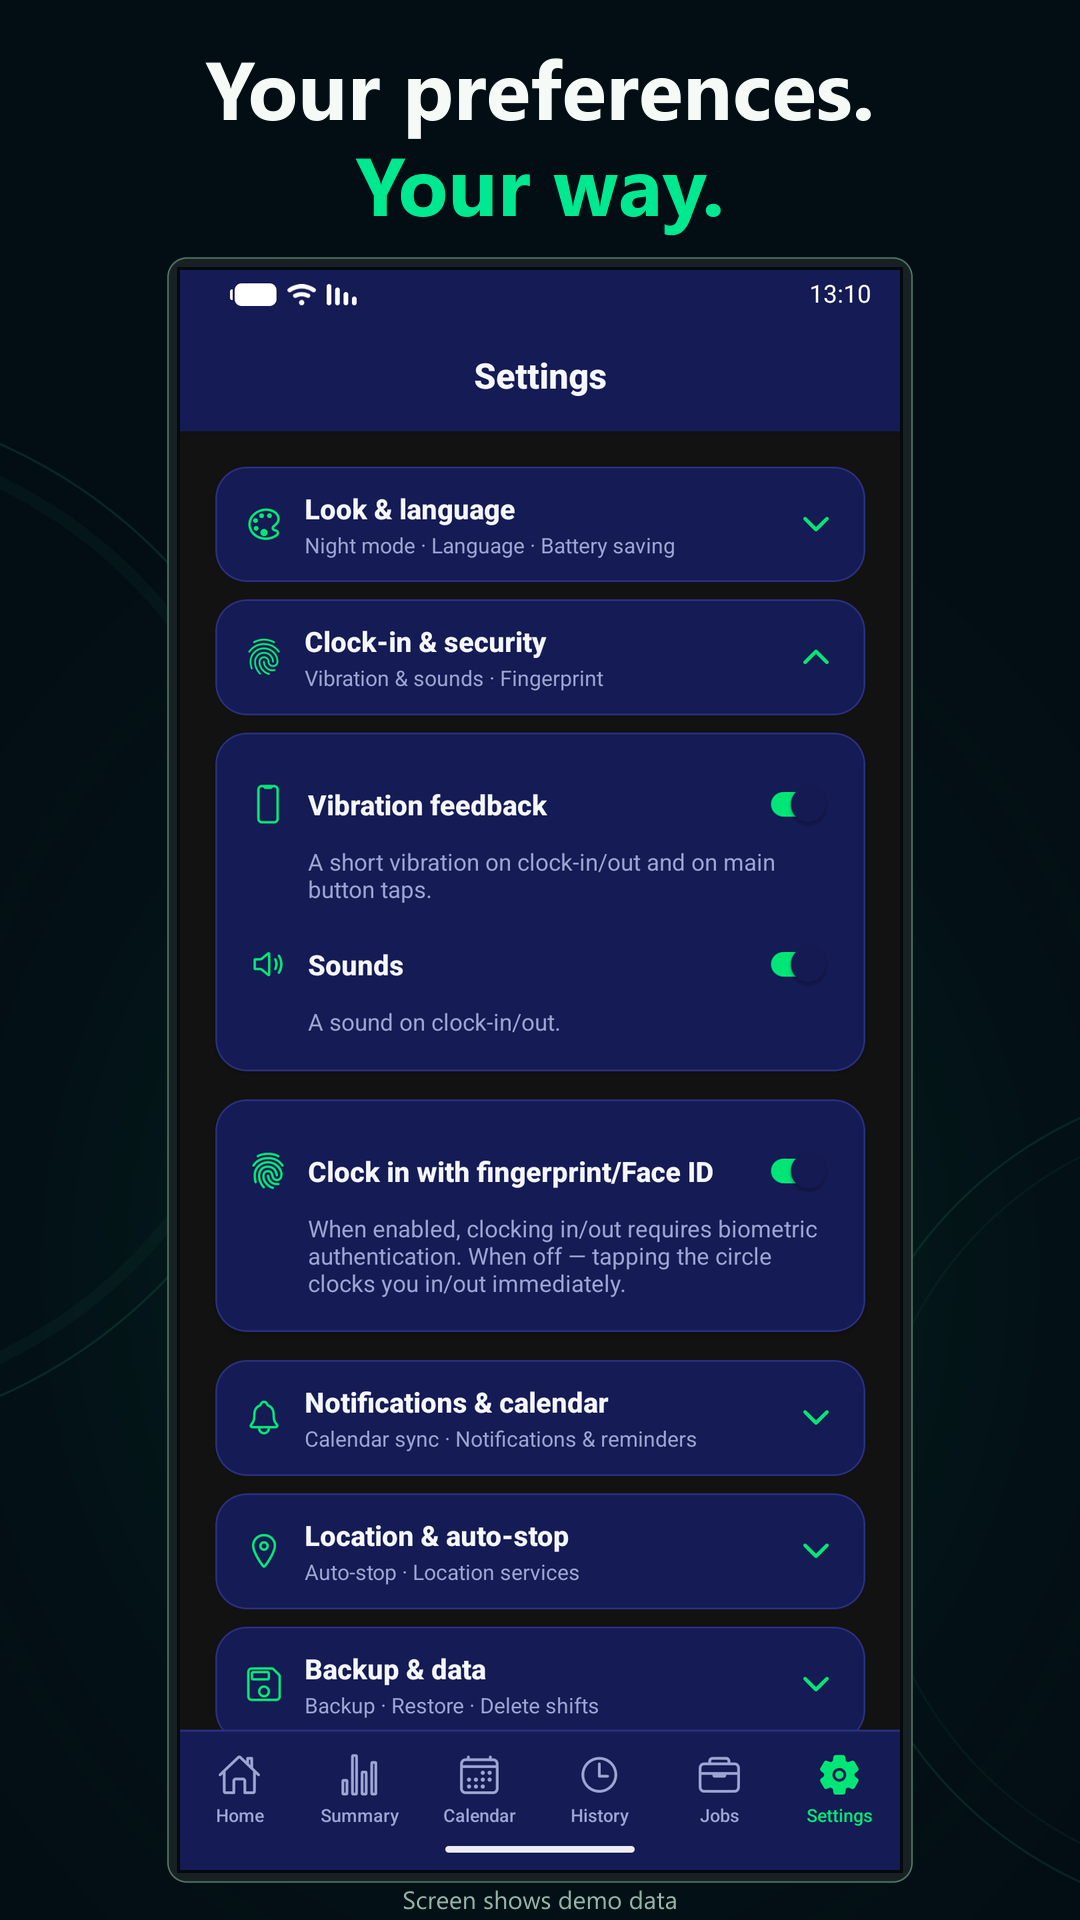 Your preferences.
Your way.
13:10
Settings
Look & language
Night mode · Language · Battery saving
Clock-in & security
Vibration & sounds · Fingerprint
Vibration feedback
A short vibration on clock-in/out and on main
button taps.
Sounds
A sound on clock-in/out.
Clock in with fingerprint/Face ID
When enabled, clocking in/out requires biometric
authentication. When off — tapping the circle
clocks you in/out immediately.
Notifications & calendar
Calendar sync · Notifications & reminders
Location & auto-stop
Auto-stop · Location services
Backup & data
Backup · Restore · Delete shifts
Home Summary Calendar History Jobs Settings
Screen shows demo data